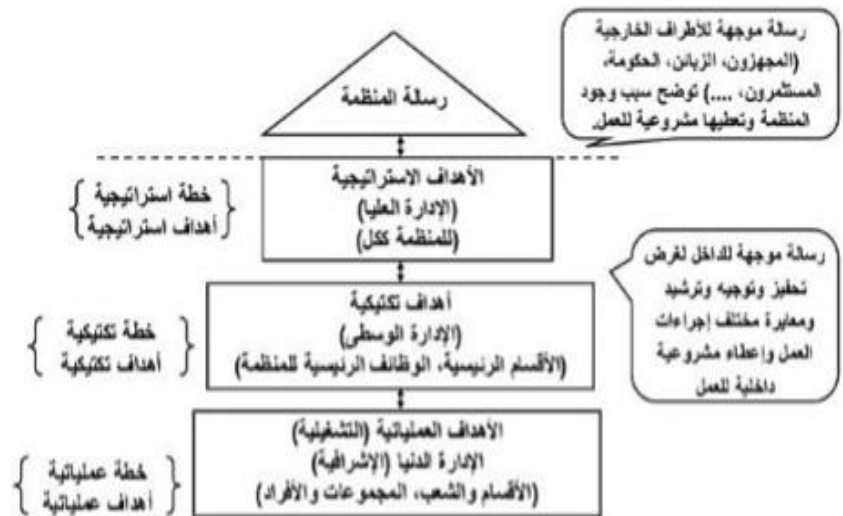 رسالة المنظمة
رسالة موجهة للأطراف الخارجية
(المجهزون، الزبائن، الحكومة،
المستثمرون، ....) توضح سبب وجود
المنظمة وتعطيها مشروعية للعمل.
الأهداف الاستراتيجية
(الإدارة العليا)
(للمنظمة ككل)
خطة استراتيجية
أهداف استراتيجية
رسالة موجهة للداخل لغرض
تحفيز وتوجيه وترشيد
ومعايرة مختلف إجراءات
العمل وإعطاء مشروعية
داخلية للعمل
أهداف تكتيكية
(الإدارة الوسطى)
(الأقسام الرئيسية، الوظائف الرئيسية للمنظمة)
خطة تكتيكية
أهداف تكتيكية
الأهداف العملياتية (التشغيلية)
الإدارة الدنيا (الإشرافية)
(الأقسام والشعب، المجموعات والأفراد)
خطة عملياتية
أهداف عملياتية